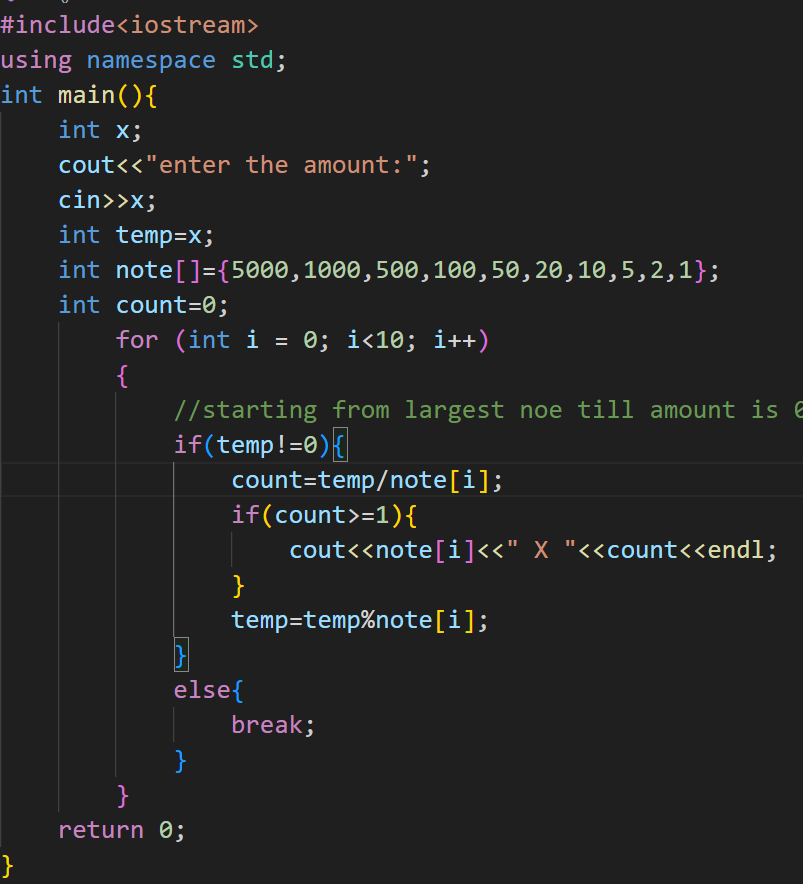 #include<iostream>
using namespace std;
int main(){
    int x;
    cout<<"enter the amount:";
    cin>>x;
    int temp=x;
    int note[]={5000,1000,500,100,50,20,10,5,2,1};
    int count=0;
        for (int i = 0; i<10; i++)
        {
            //starting from largest noe till amount is 0
            if(temp!=0){
                count=temp/note[i];
                if(count>=1){
                    cout<<note[i]<<" X "<<count<<endl;
                }
                temp=temp%note[i];
            }
            else{
                break;
            }
        }
    return 0;
}